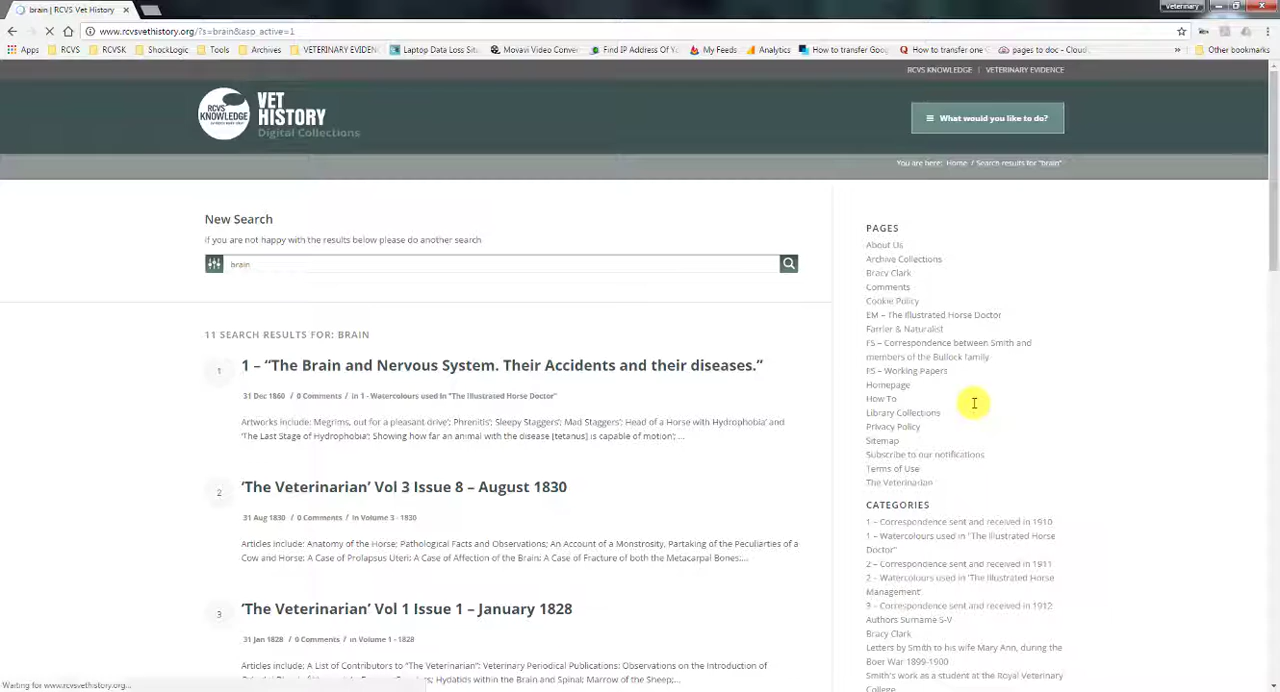 brain | RCVS Vet History
Veterinary
www.rcvsvethistory.org/?s=brain&asp_active=1
Apps RCVS RCVSK ShockLogic Tools Archives VETERINARY EVIDEN Laptop Data Loss Sit Movavi Video Conver Find IP Address Of Y My Feeds Analytics How to transfer Goog How to transfer one pages to doc - Cloud » Other bookmarks
RCVS KNOWLEDGE | VETERINARY EVIDENCE
RCVS KNOWLEDGE
VET HISTORY
Digital Collections
What would you like to do?
You are here: Home / Search results for "brain"
New Search
if you are not happy with the results below please do another search
brain
11 SEARCH RESULTS FOR: BRAIN
1
1 – “The Brain and Nervous System. Their Accidents and their diseases.”
31 Dec 1860 / 0 Comments / in 1 - Watercolours used in "The Illustrated Horse Doctor"
Artworks include: Megrims, out for a pleasant drive’; Phrenitis’; Sleepy Staggers’; Mad Staggers’; Head of a Horse with Hydrophobia’ and
‘The Last Stage of Hydrophobia’; Showing how far an animal with the disease [tetanus] is capable of motion’; ...
2
‘The Veterinarian’ Vol 3 Issue 8 – August 1830
31 Aug 1830 / 0 Comments / in Volume 3 - 1830
Articles include: Anatomy of the Horse; Pathological Facts and Observations; An Account of a Monstrosity, Partaking of the Peculiarities of a
Cow and Horse; A Case of Prolapsus Uteri; A Case of Affection of the Brain; A Case of Fracture of both the Metacarpal Bones;...
3
‘The Veterinarian’ Vol 1 Issue 1 – January 1828
31 Jan 1828 / 0 Comments / in Volume 1 - 1828
Articles include: A List of Contributors to “The Veterinarian”; Veterinary Periodical Publications: Observations on the Introduction of
Hydatids within the Brain and Spinal; Marrow of the Sheep;...
PAGES
About Us
Archive Collections
Bracy Clark
Comments
Cookie Policy
EM – The Illustrated Horse Doctor
Farrier & Naturalist
FS – Correspondence between Smith and
members of the Bullock family
FS – Working Papers
Homepage
How To
Library Collections
Privacy Policy
Sitemap
Subscribe to our notifications
Terms of Use
The Veterinarian
CATEGORIES
1 – Correspondence sent and received in 1910
1 – Watercolours used in "The Illustrated Horse
Doctor"
2 – Correspondence sent and received in 1911
2 – Watercolours used in 'The Illustrated Horse
Management'
3 – Correspondence sent and received in 1912
Authors Surname S-V
Bracy Clark
Letters by Smith to his wife Mary Ann, during the
Boer War 1899-1900
Smith's work as a student at the Royal Veterinary
College
Waiting for www.rcvsvethistory.org...